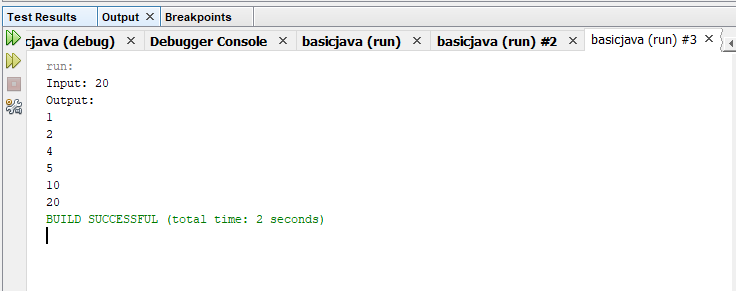 Test Results Output Breakpoints
cjava (debug) Debugger Console basicjava (run) basicjava (run) #2 basicjava (run) #3
run:
Input: 20
Output:
1
2
4
5
10
20
BUILD SUCCESSFUL (total time: 2 seconds)